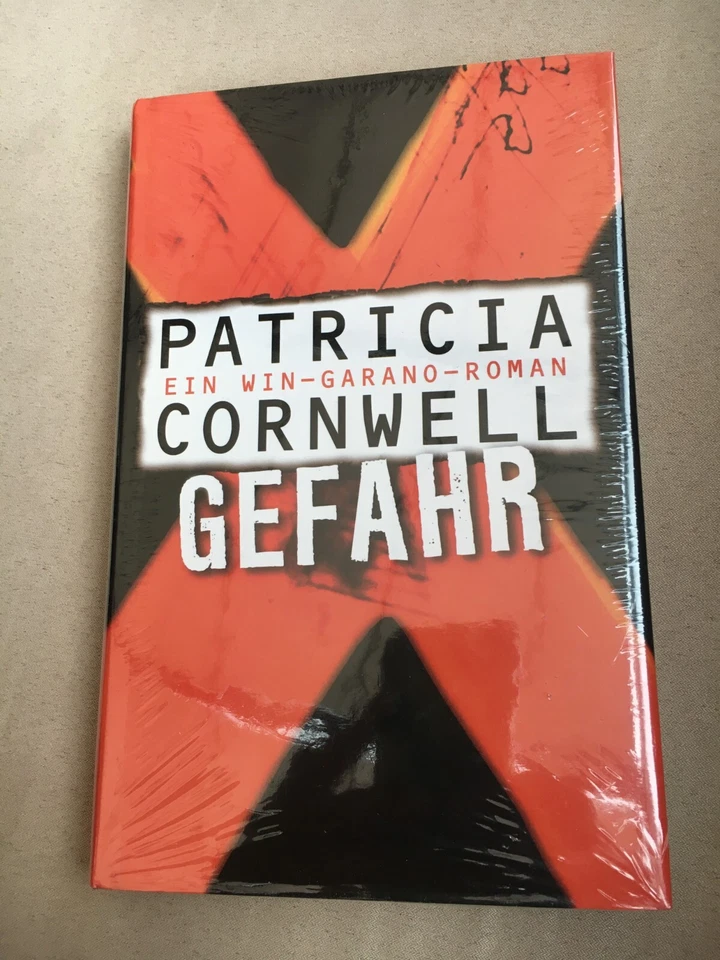 PATRICIA
EIN WIN-GARANO-ROMAN
CORNWELL
GEFAHR